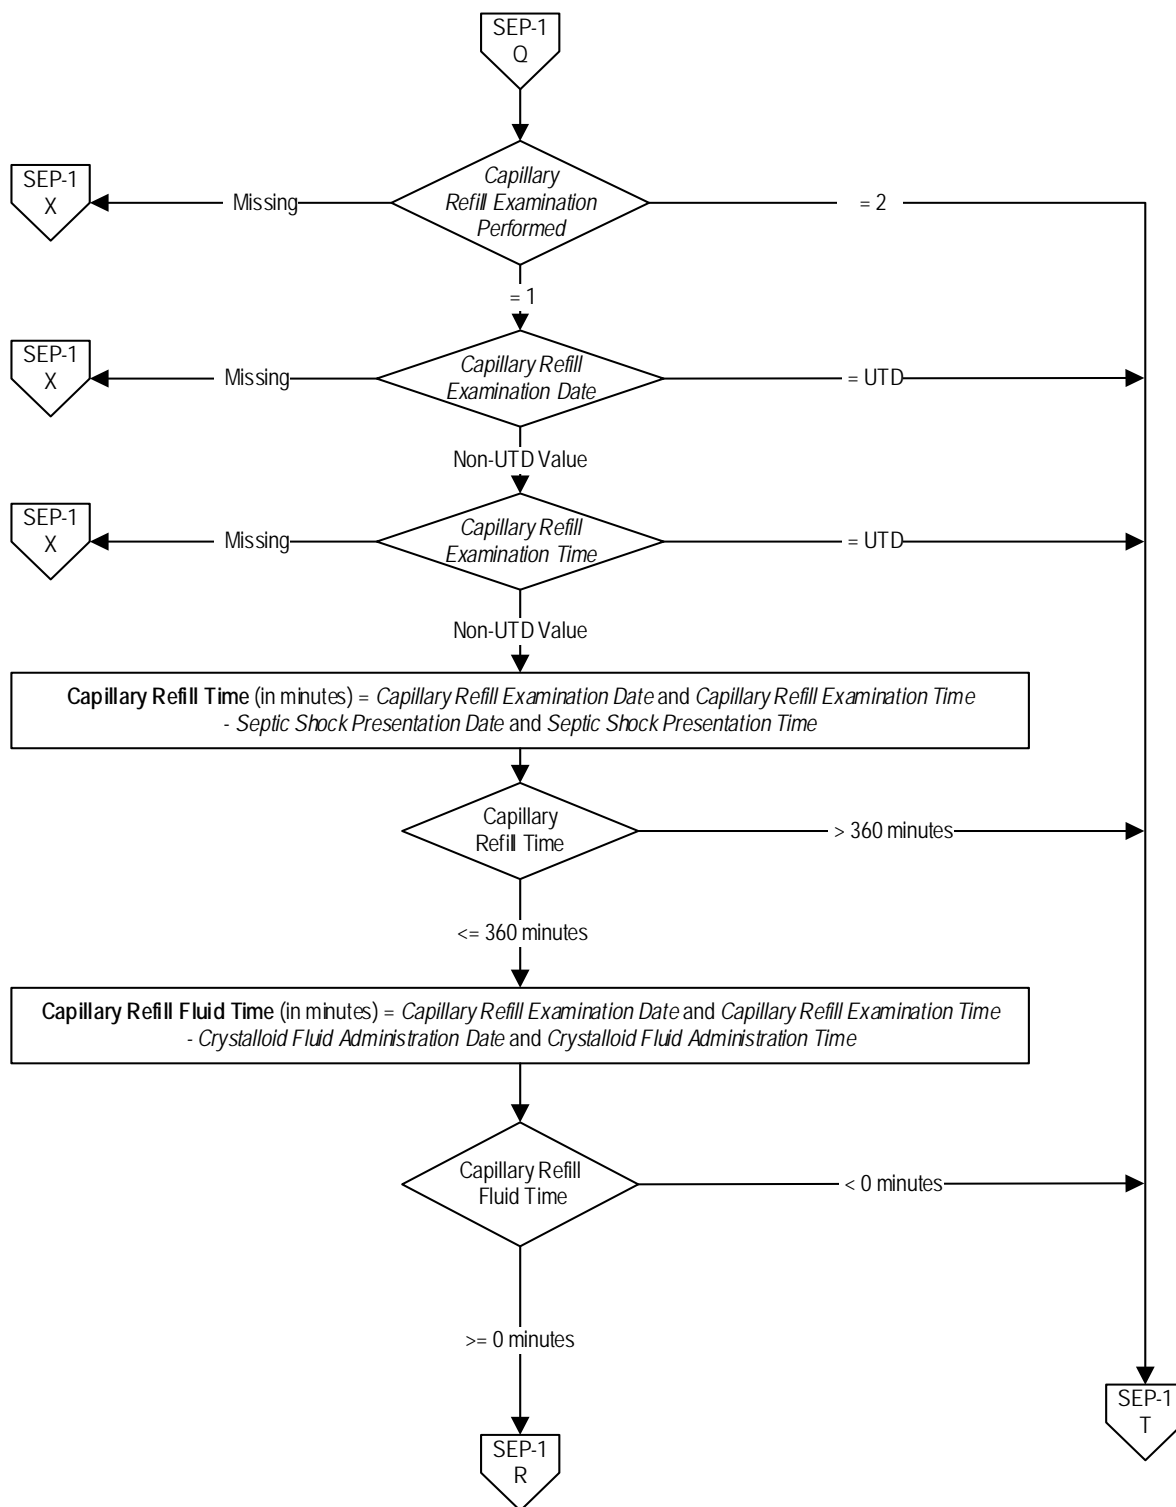 SEP-1
Q
SEP-1
X
Missing
Capillary
Refill Examination
Performed
= 2
= 1
SEP-1
X
Missing
Capillary Refill
Examination Date
= UTD
Non-UTD Value
SEP-1
X
Missing
Capillary Refill
Examination Time
= UTD
Non-UTD Value
Capillary Refill Time (in minutes) = Capillary Refill Examination Date and Capillary Refill Examination Time
- Septic Shock Presentation Date and Septic Shock Presentation Time
Capillary
Refill Time
> 360 minutes
<= 360 minutes
Capillary Refill Fluid Time (in minutes) = Capillary Refill Examination Date and Capillary Refill Examination Time
- Crystalloid Fluid Administration Date and Crystalloid Fluid Administration Time
Capillary Refill
Fluid Time
< 0 minutes
>= 0 minutes
SEP-1
T
SEP-1
R